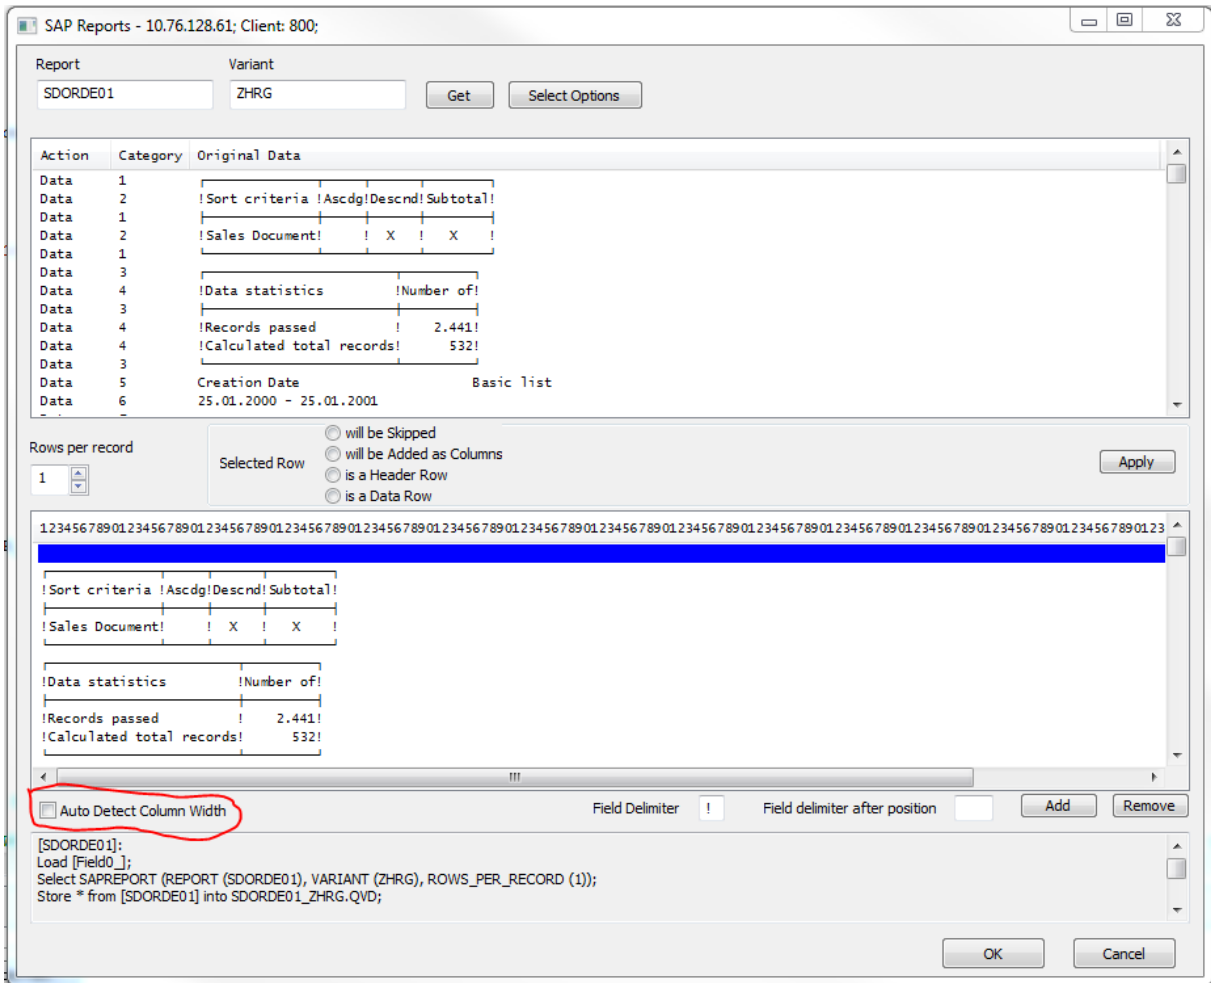 SAP Reports - 10.76.128.61; Client: 800;
Report Variant
SDORDE01 ZHRG Get Select Options
Action Category Original Data
Data 1
Data 2 !Sort criteria !Ascdg!Descnd!Subtotal!
Data 1
Data 2 !Sales Document! ! X ! X !
Data 1
Data 3
Data 4 !Data statistics !Number of!
Data 3
Data 4 !Records passed ! 2.441!
Data 4 !Calculated total records! 532!
Data 3
Data 5 Creation Date Basic list
Data 6 25.01.2000 - 25.01.2001
Rows per record
1
Selected Row
will be Skipped
will be Added as Columns
is a Header Row
is a Data Row
Apply
123456789012345678901234567890123456789012345678901234567890123456789012345678901234567890123456789012345678901234567890123456789012345678901234567890123
!Sort criteria !Ascdg!Descnd!Subtotal!
!Sales Document! ! X ! X !
!Data statistics !Number of!
!Records passed ! 2.441!
!Calculated total records! 532!
Auto Detect Column Width Field Delimiter ! Field delimiter after position Add Remove
[SDORDE01]:
Load [Field0_];
Select SAPREPORT (REPORT (SDORDE01), VARIANT (ZHRG), ROWS_PER_RECORD (1));
Store * from [SDORDE01] into SDORDE01_ZHRG.QVD;
OK Cancel